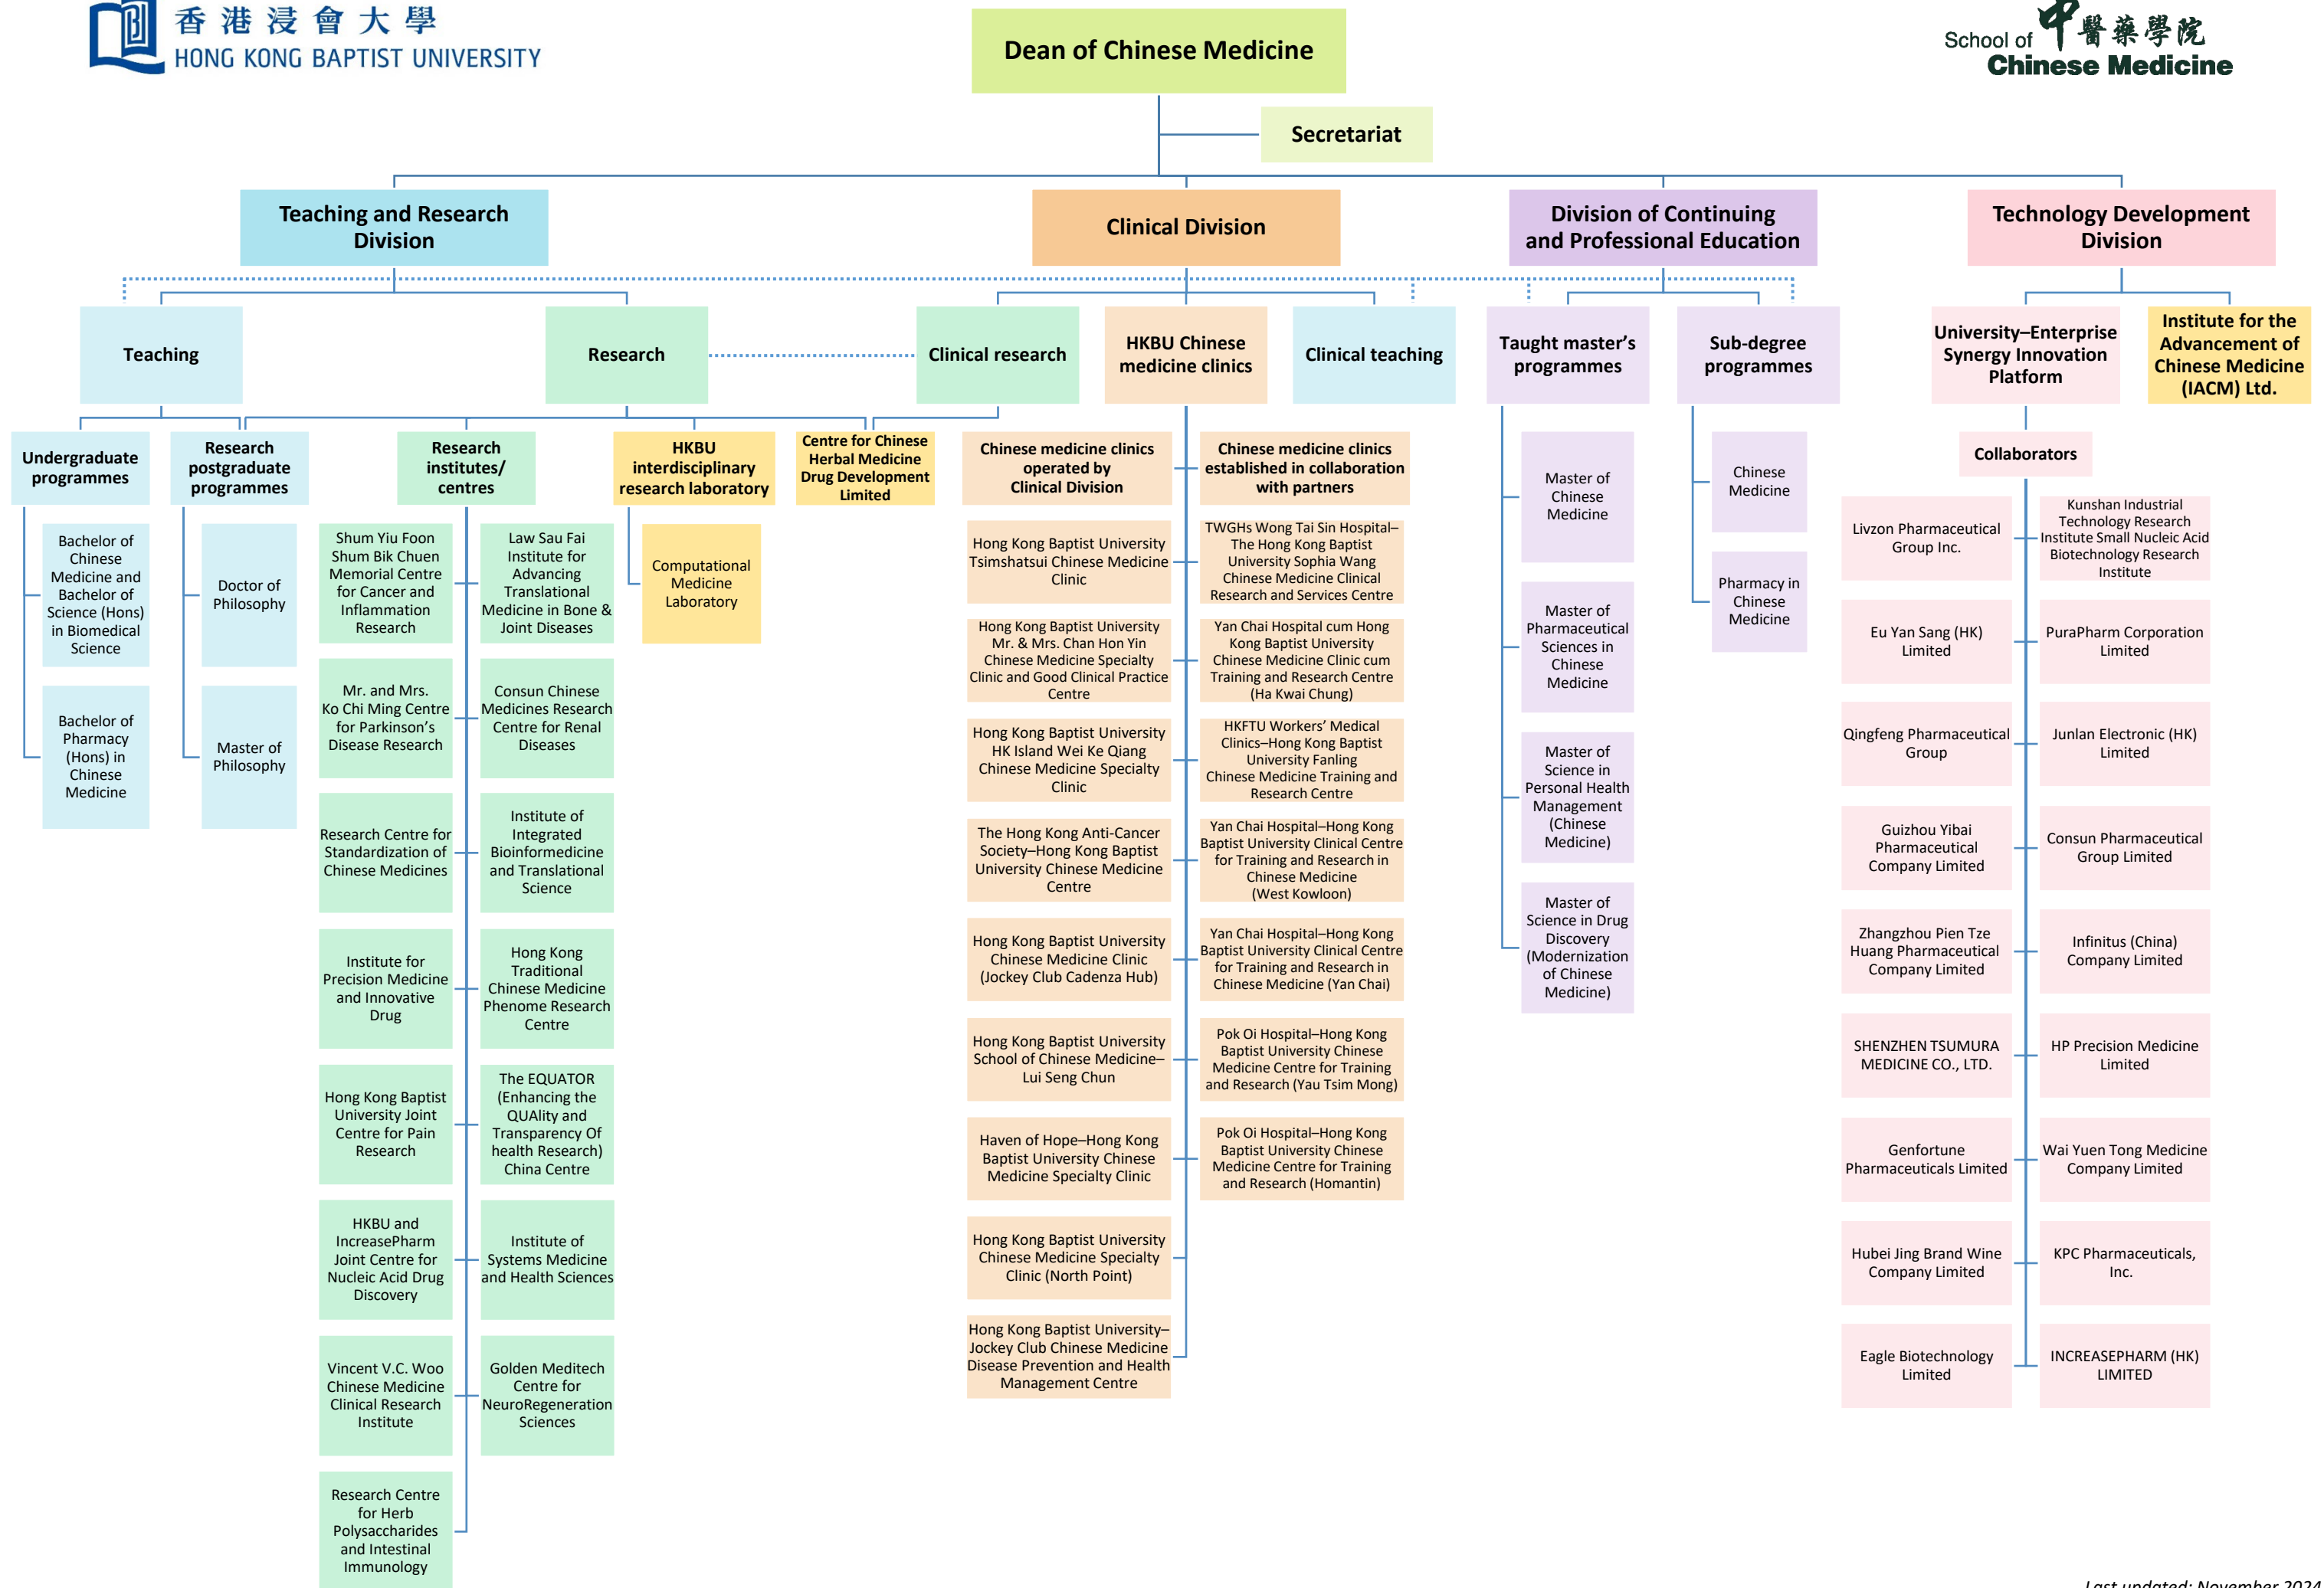 香港浸會大學
HONG KONG BAPTIST UNIVERSITY
Dean of Chinese Medicine
School of 中醫藥學院
Chinese Medicine
Secretariat
Teaching and Research
Division
Clinical Division
Division of Continuing
and Professional Education
Technology Development
Division
Teaching
Research
Clinical research
HKBU Chinese
medicine clinics
Clinical teaching
Taught master's
programmes
Sub-degree
programmes
University–Enterprise
Synergy Innovation
Platform
Institute for the
Advancement of
Chinese Medicine
(IACM) Ltd.
Undergraduate
programmes
Research
postgraduate
programmes
Research
institutes/
centres
HKBU
interdisciplinary
research laboratory
Centre for Chinese
Herbal Medicine
Drug Development
Limited
Chinese medicine clinics
operated by
Clinical Division
Chinese medicine clinics
established in collaboration
with partners
Collaborators
Bachelor of
Chinese
Medicine and
Bachelor of
Science (Hons)
in Biomedical
Science
Bachelor of
Pharmacy
(Hons) in
Chinese
Medicine
Doctor of
Philosophy
Master of
Philosophy
Shum Yiu Foon
Shum Bik Chuen
Memorial Centre
for Cancer and
Inflammation
Research
Law Sau Fai
Institute for
Advancing
Translational
Medicine in Bone &
Joint Diseases
Mr. and Mrs.
Ko Chi Ming Centre
for Parkinson's
Disease Research
Consun Chinese
Medicines Research
Centre for Renal
Diseases
Research Centre for
Standardization of
Chinese Medicines
Institute of
Integrated
Bioinformedicine
and Translational
Science
Institute for
Precision Medicine
and Innovative
Drug
Hong Kong
Traditional
Chinese Medicine
Phenome Research
Centre
Hong Kong Baptist
University Joint
Centre for Pain
Research
The EQUATOR
(Enhancing the
QUAlity and
Transparency Of
health Research)
China Centre
HKBU and
IncreasePharm
Joint Centre for
Nucleic Acid Drug
Discovery
Institute of
Systems Medicine
and Health Sciences
Vincent V.C. Woo
Chinese Medicine
Clinical Research
Institute
Golden Meditech
Centre for
NeuroRegeneration
Sciences
Research Centre
for Herb
Polysaccharides
and Intestinal
Immunology
Computational
Medicine
Laboratory
Hong Kong Baptist University
Tsimshatsui Chinese Medicine
Clinic
TWGHs Wong Tai Sin Hospital–
The Hong Kong Baptist
University Sophia Wang
Chinese Medicine Clinical
Research and Services Centre
Hong Kong Baptist University
Mr. & Mrs. Chan Hon Yin
Chinese Medicine Specialty
Clinic and Good Clinical Practice
Centre
Yan Chai Hospital cum Hong
Kong Baptist University
Chinese Medicine Clinic cum
Training and Research Centre
(Ha Kwai Chung)
Hong Kong Baptist University
HK Island Wei Ke Qiang
Chinese Medicine Specialty
Clinic
HKFTU Workers' Medical
Clinics–Hong Kong Baptist
University Fanling
Chinese Medicine Training and
Research Centre
The Hong Kong Anti-Cancer
Society–Hong Kong Baptist
University Chinese Medicine
Centre
Yan Chai Hospital–Hong Kong
Baptist University Clinical Centre
for Training and Research in
Chinese Medicine
(West Kowloon)
Hong Kong Baptist University
Chinese Medicine Clinic
(Jockey Club Cadenza Hub)
Yan Chai Hospital–Hong Kong
Baptist University Clinical Centre
for Training and Research in
Chinese Medicine (Yan Chai)
Hong Kong Baptist University
School of Chinese Medicine–
Lui Seng Chun
Pok Oi Hospital–Hong Kong
Baptist University Chinese
Medicine Centre for Training
and Research (Yau Tsim Mong)
Haven of Hope–Hong Kong
Baptist University Chinese
Medicine Specialty Clinic
Pok Oi Hospital–Hong Kong
Baptist University Chinese
Medicine Centre for Training
and Research (Homantin)
Hong Kong Baptist University
Chinese Medicine Specialty
Clinic (North Point)
Hong Kong Baptist University–
Jockey Club Chinese Medicine
Disease Prevention and Health
Management Centre
Master of
Chinese
Medicine
Master of
Pharmaceutical
Sciences in
Chinese
Medicine
Master of
Science in
Personal Health
Management
(Chinese
Medicine)
Master of
Science in Drug
Discovery
(Modernization
of Chinese
Medicine)
Chinese
Medicine
Pharmacy in
Chinese
Medicine
Livzon Pharmaceutical
Group Inc.
Kunshan Industrial
Technology Research
Institute Small Nucleic Acid
Biotechnology Research
Institute
Eu Yan Sang (HK)
Limited
PuraPharm Corporation
Limited
Qingfeng Pharmaceutical
Group
Junlan Electronic (HK)
Limited
Guizhou Yibai
Pharmaceutical
Company Limited
Consun Pharmaceutical
Group Limited
Zhangzhou Pien Tze
Huang Pharmaceutical
Company Limited
Infinitus (China)
Company Limited
SHENZHEN TSUMURA
MEDICINE CO., LTD.
HP Precision Medicine
Limited
Genfortune
Pharmaceuticals Limited
Wai Yuen Tong Medicine
Company Limited
Hubei Jing Brand Wine
Company Limited
KPC Pharmaceuticals,
Inc.
Eagle Biotechnology
Limited
INCREASEPHARM (HK)
LIMITED
Last updated: November 2024